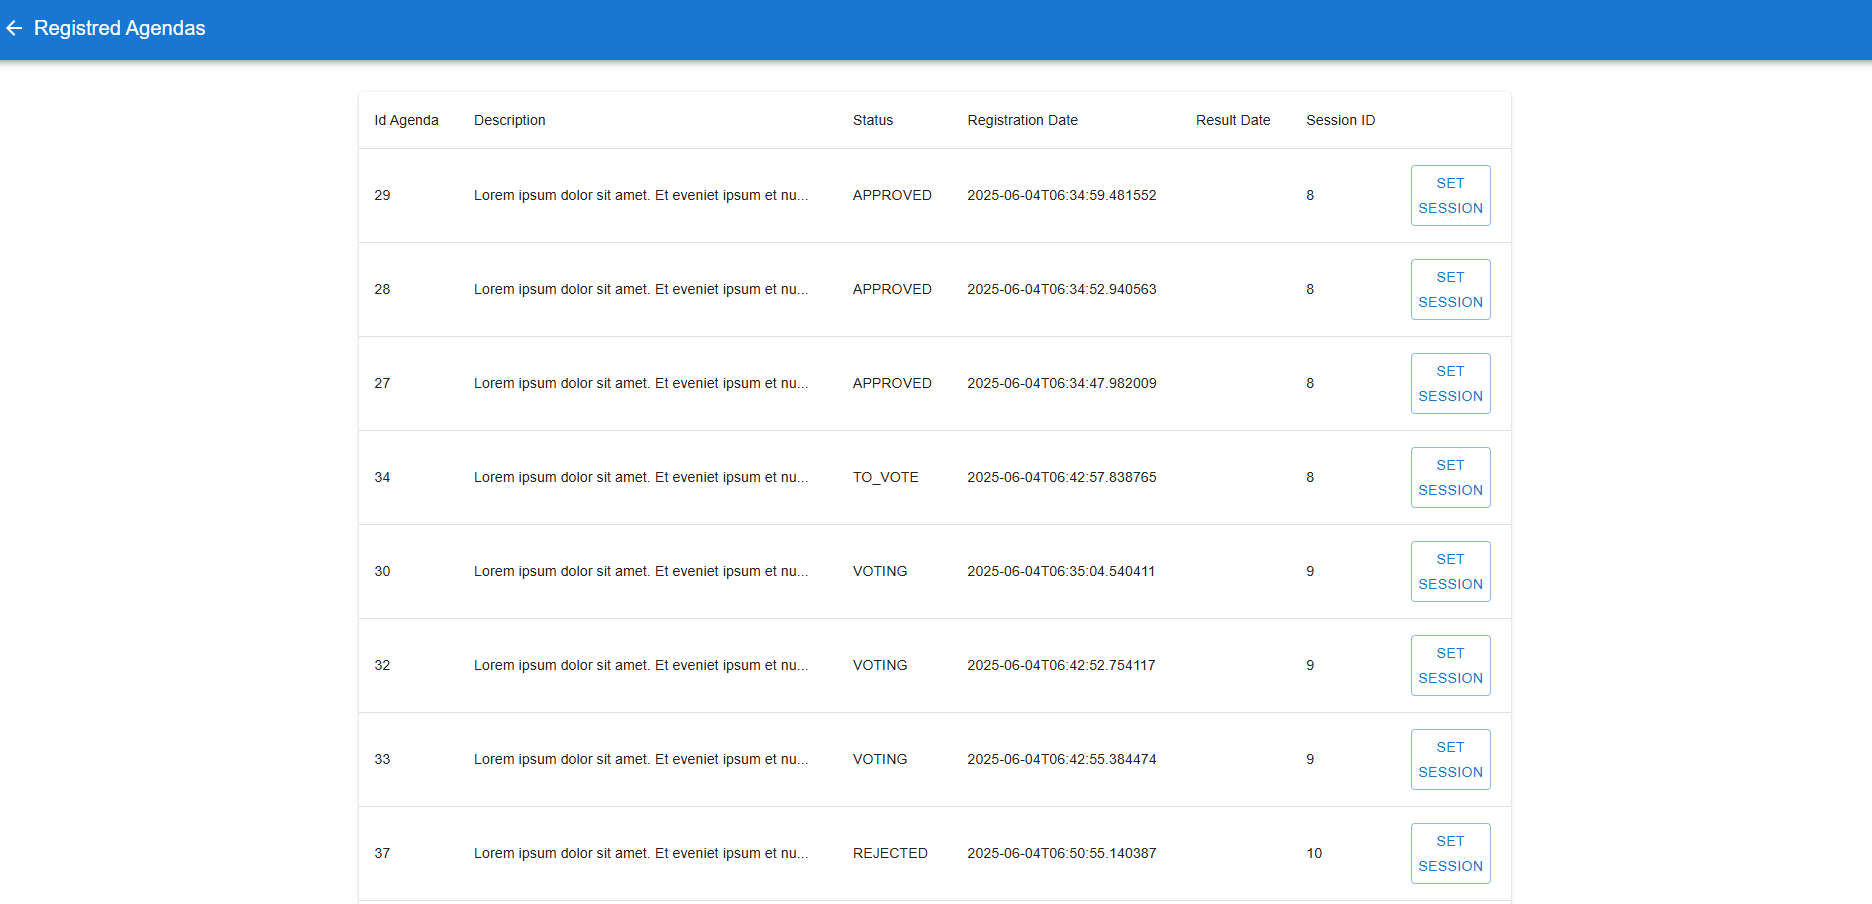 Registred Agendas
Id Agenda Description Status Registration Date Result Date Session ID
29 Lorem ipsum dolor sit amet. Et eveniet ipsum et nu... APPROVED 2025-06-04T06:34:59.481552 8 SET SESSION
28 Lorem ipsum dolor sit amet. Et eveniet ipsum et nu... APPROVED 2025-06-04T06:34:52.940563 8 SET SESSION
27 Lorem ipsum dolor sit amet. Et eveniet ipsum et nu... APPROVED 2025-06-04T06:34:47.982009 8 SET SESSION
34 Lorem ipsum dolor sit amet. Et eveniet ipsum et nu... TO_VOTE 2025-06-04T06:42:57.838765 8 SET SESSION
30 Lorem ipsum dolor sit amet. Et eveniet ipsum et nu... VOTING 2025-06-04T06:35:04.540411 9 SET SESSION
32 Lorem ipsum dolor sit amet. Et eveniet ipsum et nu... VOTING 2025-06-04T06:42:52.754117 9 SET SESSION
33 Lorem ipsum dolor sit amet. Et eveniet ipsum et nu... VOTING 2025-06-04T06:42:55.384474 9 SET SESSION
37 Lorem ipsum dolor sit amet. Et eveniet ipsum et nu... REJECTED 2025-06-04T06:50:55.140387 10 SET SESSION